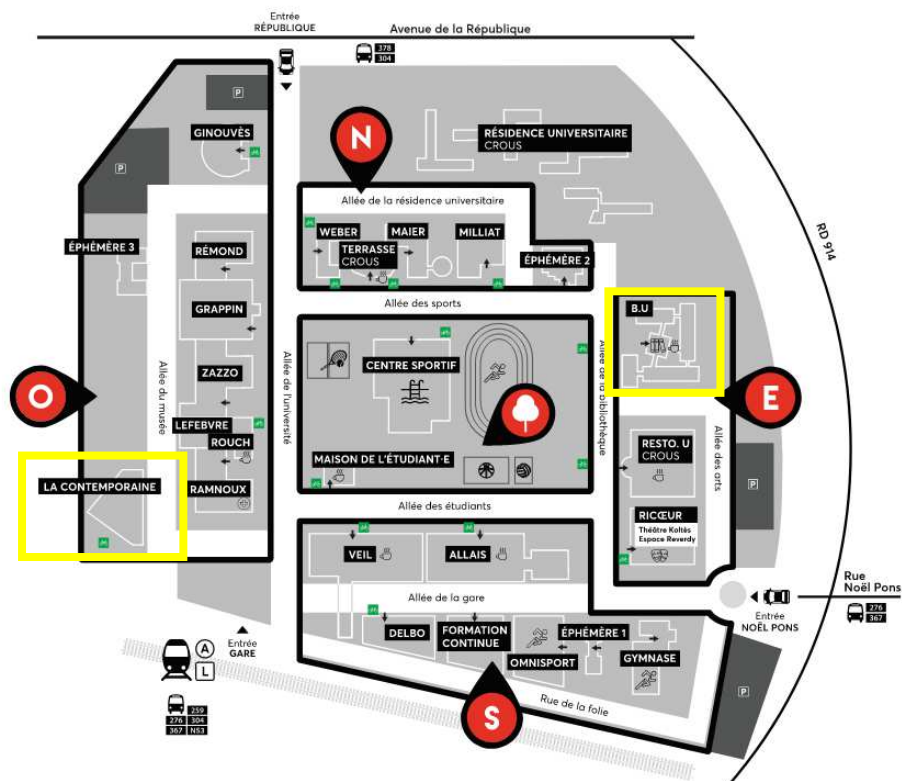 Entrée
RÉPUBLIQUE
Avenue de la République
378
304
P
GINOUVÈS
P
N
RÉSIDENCE UNIVERSITAIRE
CROUS
Allée de la résidence universitaire
RD 914
WEBER
MAIER
MILLIAT
TERRASSE
CROUS
ÉPHÉMÈRE 2
ÉPHÉMÈRE 3
RÉMOND
GRAPPIN
Allée des sports
B.U
ZAZZO
CENTRE SPORTIF
Allée de la bibliothèque
O
E
Allée du musée
Allée de l'université
LEFEBVRE
ROUCH
MAISON DE L'ÉTUDIANT·E
RESTO. U
CROUS
Allée des arts
LA CONTEMPORAINE
RAMNOUX
P
Allée des étudiants
RICŒUR
Théâtre Koltès
Espace Reverdy
VEIL
ALLAIS
Allée de la gare
Rue
Noël Pons
276
367
Entrée
NOËL PONS
Entrée
GARE
DELBO
FORMATION
CONTINUE
ÉPHÉMÈRE 1
OMNISPORT
GYMNASE
A
L
P
S
Rue de la folie
259
276 304
367 N53